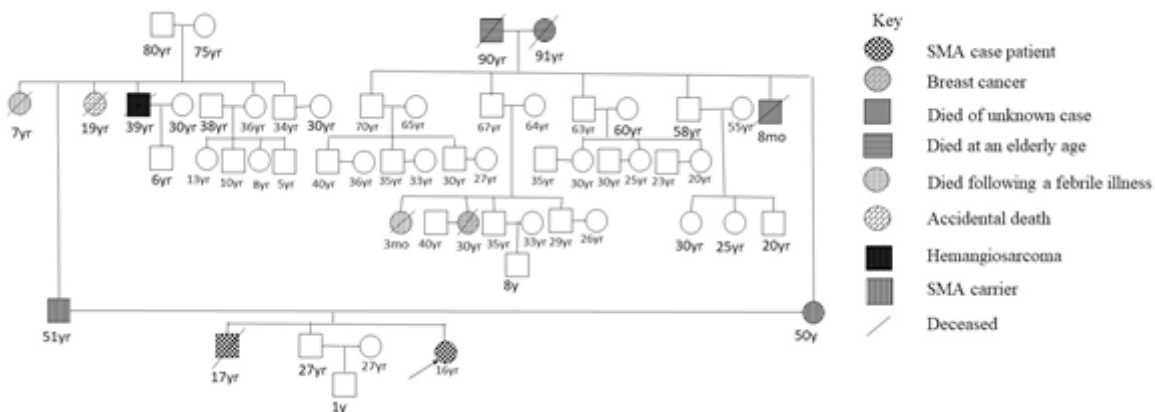 Key
SMA case patient
Breast cancer
Died of unknown case
Died at an elderly age
Died following a febrile illness
Accidental death
Hemangiosarcoma
SMA carrier
Deceased
80yr 75yr
90yr 91yr
7yr 19yr 39yr 30yr 38yr 36yr 34yr 30yr 70yr 65yr 67yr 64yr 63yr 60yr 58yr 55yr 8mo
6yr 13yr 10yr 8yr 5yr 40yr 36yr 35yr 33yr 30yr 27yr 35yr 30yr 30yr 25yr 23yr 20yr
3mo 40yr 30yr 35yr 33yr 29yr 26yr 30yr 25yr 20yr
8y
51yr 50y
17yr 27yr 27yr 16yr
1y